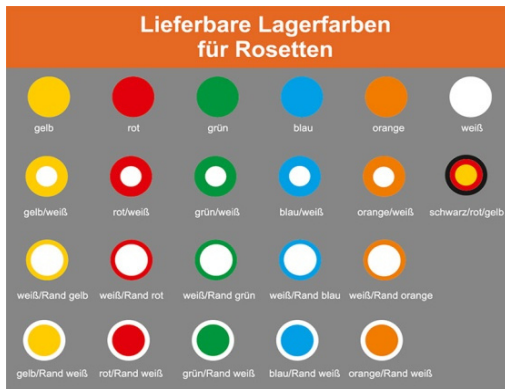 Lieferbare Lagerfarben
für Rosetten
gelb rot grün blau orange weiß
gelb/weiß rot/weiß grün/weiß blau/weiß orange/weiß schwarz/rot/gelb
weiß/Rand gelb weiß/Rand rot weiß/Rand grün weiß/Rand blau weiß/Rand orange
gelb/Rand weiß rot/Rand weiß grün/Rand weiß blau/Rand weiß orange/Rand weiß